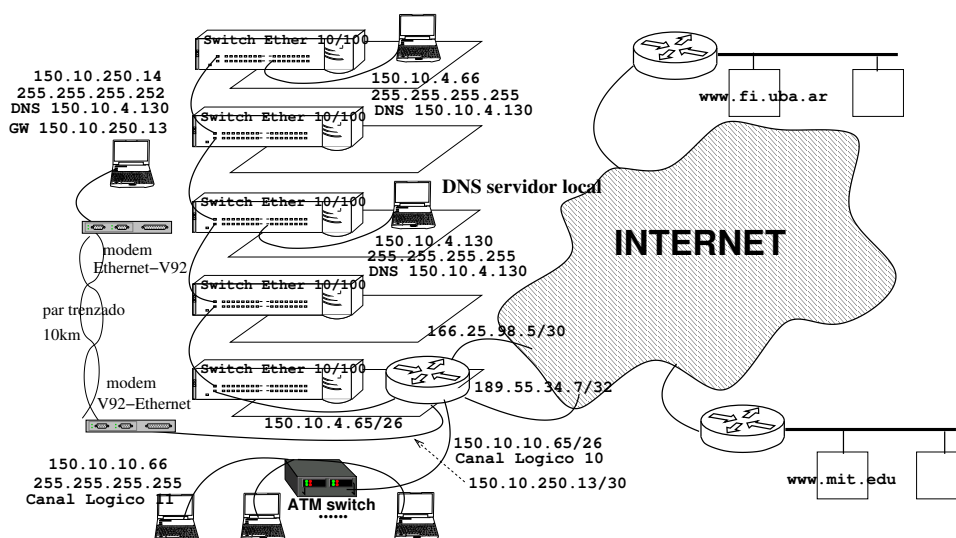 Switch Ether 10/100
150.10.250.14
255.255.255.252
DNS 150.10.4.130
GW 150.10.250.13
150.10.4.66
255.255.255.255
DNS 150.10.4.130
www.fi.uba.ar
Switch Ether 10/100
DNS servidor local
Switch Ether 10/100
150.10.4.130
255.255.255.255
DNS 150.10.4.130
INTERNET
modem
Ethernet-V92
Switch Ether 10/100
par trenzado
10km
166.25.98.5/30
Switch Ether 10/100
189.55.34.7/32
modem
V92-Ethernet
150.10.4.65/26
150.10.10.65/26
Canal Logico 10
150.10.250.13/30
150.10.10.66
255.255.255.255
Canal Logico 11
ATM switch
......
www.mit.edu